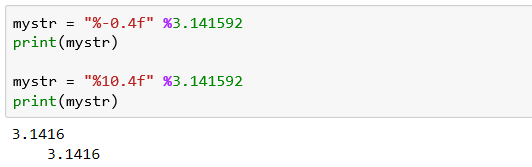 mystr = "%-0.4f" %3.141592
print(mystr)

mystr = "%10.4f" %3.141592
print(mystr)
3.1416
    3.1416